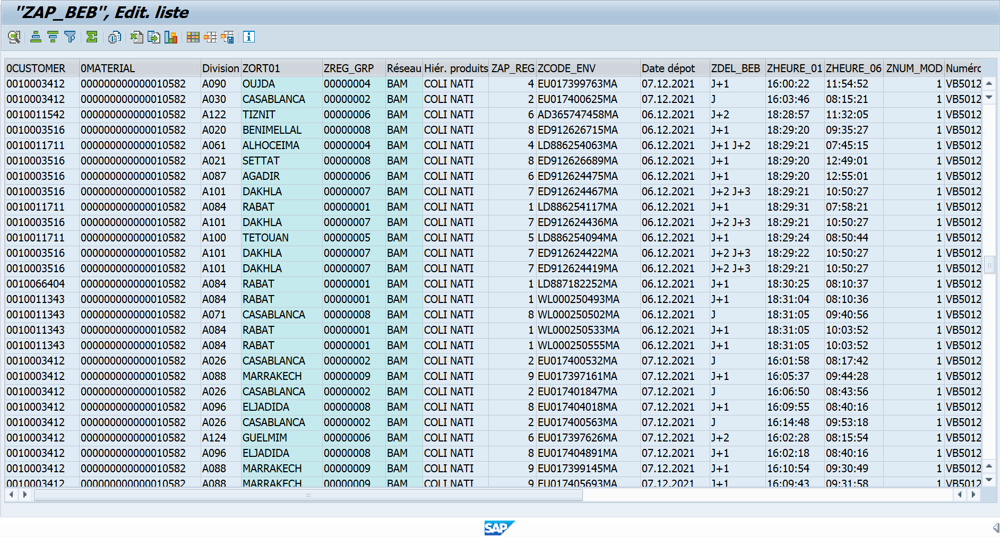 "ZAP_BEB", Edit. liste
0CUSTOMER 0MATERIAL Division ZORT01 ZREG_GRP Réseau Hiér. produits ZAP_REG ZCODE_ENV Date dépot ZDEL_BEB ZHEURE_01 ZHEURE_06 ZNUM_MOD Numéro
0010003412 000000000000010582 A090 OUJDA 00000004 BAM COLI NATI 4 EU017399763MA 07.12.2021 J+1 16:00:22 11:54:52 1 VB5012
0010003412 000000000000010582 A030 CASABLANCA 00000002 BAM COLI NATI 2 EU017400625MA 07.12.2021 J 16:03:46 08:15:21 1 VB5012
0010011542 000000000000010582 A122 TIZNIT 00000006 BAM COLI NATI 6 AD365747458MA 06.12.2021 J+2 18:28:57 11:32:05 1 VB5012
0010003516 000000000000010582 A020 BENIMELLAL 00000008 BAM COLI NATI 8 ED912626715MA 06.12.2021 J+1 18:29:20 09:35:27 1 VB5012
0010011711 000000000000010582 A061 ALHOCEIMA 00000004 BAM COLI NATI 4 LD886254063MA 06.12.2021 J+1 J+2 18:29:21 07:45:15 1 VB5012
0010003516 000000000000010582 A021 SETTAT 00000008 BAM COLI NATI 8 ED912626689MA 06.12.2021 J+1 18:29:20 12:49:01 1 VB5012
0010003516 000000000000010582 A087 AGADIR 00000006 BAM COLI NATI 6 ED912624475MA 06.12.2021 J+1 18:29:20 12:55:01 1 VB5012
0010003516 000000000000010582 A101 DAKHLA 00000007 BAM COLI NATI 7 ED912624467MA 06.12.2021 J+2 J+3 18:29:21 10:50:27 1 VB5012
0010011711 000000000000010582 A084 RABAT 00000001 BAM COLI NATI 1 LD886254117MA 06.12.2021 J+1 18:29:31 07:58:21 1 VB5012
0010003516 000000000000010582 A101 DAKHLA 00000007 BAM COLI NATI 7 ED912624436MA 06.12.2021 J+2 J+3 18:29:21 10:50:27 1 VB5012
0010011711 000000000000010582 A100 TETOUAN 00000005 BAM COLI NATI 5 LD886254094MA 06.12.2021 J+1 18:29:24 08:50:44 1 VB5012
0010003516 000000000000010582 A101 DAKHLA 00000007 BAM COLI NATI 7 ED912624422MA 06.12.2021 J+2 J+3 18:29:22 10:50:27 1 VB5012
0010003516 000000000000010582 A101 DAKHLA 00000007 BAM COLI NATI 7 ED912624419MA 06.12.2021 J+2 J+3 18:29:21 10:50:27 1 VB5012
0010066404 000000000000010582 A084 RABAT 00000001 BAM COLI NATI 1 LD887182252MA 06.12.2021 J+1 18:30:25 08:10:37 1 VB5012
0010011343 000000000000010582 A084 RABAT 00000001 BAM COLI NATI 1 WL000250493MA 06.12.2021 J+1 18:31:04 08:10:36 1 VB5012
0010011343 000000000000010582 A071 CASABLANCA 00000008 BAM COLI NATI 8 WL000250502MA 06.12.2021 J 18:31:05 09:40:56 1 VB5012
0010011343 000000000000010582 A084 RABAT 00000001 BAM COLI NATI 1 WL000250533MA 06.12.2021 J+1 18:31:05 10:03:52 1 VB5012
0010011343 000000000000010582 A084 RABAT 00000001 BAM COLI NATI 1 WL000250555MA 06.12.2021 J+1 18:31:05 10:03:52 1 VB5012
0010003412 000000000000010582 A026 CASABLANCA 00000002 BAM COLI NATI 2 EU017400532MA 07.12.2021 J 16:01:58 08:17:42 1 VB5012
0010003412 000000000000010582 A088 MARRAKECH 00000009 BAM COLI NATI 9 EU017397161MA 07.12.2021 J+1 16:05:37 09:44:28 1 VB5012
0010003412 000000000000010582 A026 CASABLANCA 00000002 BAM COLI NATI 2 EU017401847MA 07.12.2021 J 16:06:50 08:43:56 1 VB5012
0010003412 000000000000010582 A096 ELJADIDA 00000008 BAM COLI NATI 8 EU017404018MA 07.12.2021 J+1 16:09:55 08:40:16 1 VB5012
0010003412 000000000000010582 A026 CASABLANCA 00000002 BAM COLI NATI 2 EU017400563MA 07.12.2021 J 16:14:48 09:53:18 1 VB5012
0010003412 000000000000010582 A124 GUELMIM 00000006 BAM COLI NATI 6 EU017397626MA 07.12.2021 J+2 16:02:28 08:15:54 1 VB5012
0010003412 000000000000010582 A096 ELJADIDA 00000008 BAM COLI NATI 8 EU017404891MA 07.12.2021 J+1 16:02:18 08:40:16 1 VB5012
0010003412 000000000000010582 A088 MARRAKECH 00000009 BAM COLI NATI 9 EU017399145MA 07.12.2021 J+1 16:10:54 09:30:49 1 VB5012
0010003412 000000000000010582 A088 MARRAKECH 00000009 BAM COLI NATI 9 EU017405693MA 07.12.2021 J+1 16:09:43 09:31:58 1 VB5012
SAP